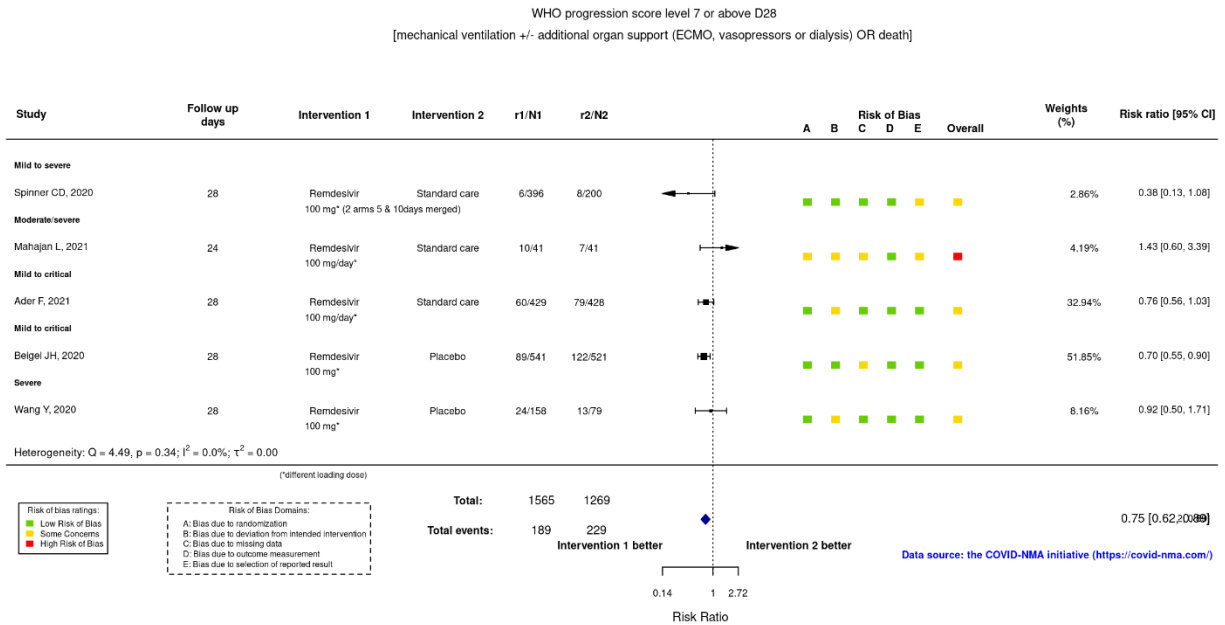 WHO progression score level 7 or above D28
[mechanical ventilation +/- additional organ support (ECMO, vasopressors or dialysis) OR death]
Study Follow up days Intervention 1 Intervention 2 r1/N1 r2/N2 Risk of Bias Weights (%) Risk ratio [95% CI]
A B C D E Overall
Mild to severe
Spinner CD, 2020 28 Remdesivir Standard care 6/396 8/200 2.86% 0.38 [0.13, 1.08]
100 mg* (2 arms 5 & 10days merged)
Moderate/severe
Mahajan L, 2021 24 Remdesivir Standard care 10/41 7/41 4.19% 1.43 [0.60, 3.39]
100 mg/day*
Mild to critical
Ader F, 2021 28 Remdesivir Standard care 60/429 79/428 32.94% 0.76 [0.56, 1.03]
100 mg/day*
Mild to critical
Beigel JH, 2020 28 Remdesivir Placebo 89/541 122/521 51.85% 0.70 [0.55, 0.90]
100 mg*
Severe
Wang Y, 2020 28 Remdesivir Placebo 24/158 13/79 8.16% 0.92 [0.50, 1.71]
100 mg*
Heterogeneity: Q = 4.49, p = 0.34; I² = 0.0%; τ² = 0.00
(*different loading dose)
Total: 1565 1269
0.75 [0.62,
Total events: 189 229
Intervention 1 better Intervention 2 better
Risk of bias ratings:
Low Risk of Bias
Some Concerns
High Risk of Bias
Risk of Bias Domains:
A: Bias due to randomization
B: Bias due to deviation from intended intervention
C: Bias due to missing data
D: Bias due to outcome measurement
E: Bias due to selection of reported result
Data source: the COVID-NMA initiative (https://covid-nma.com/)
0.14 1 2.72
Risk Ratio